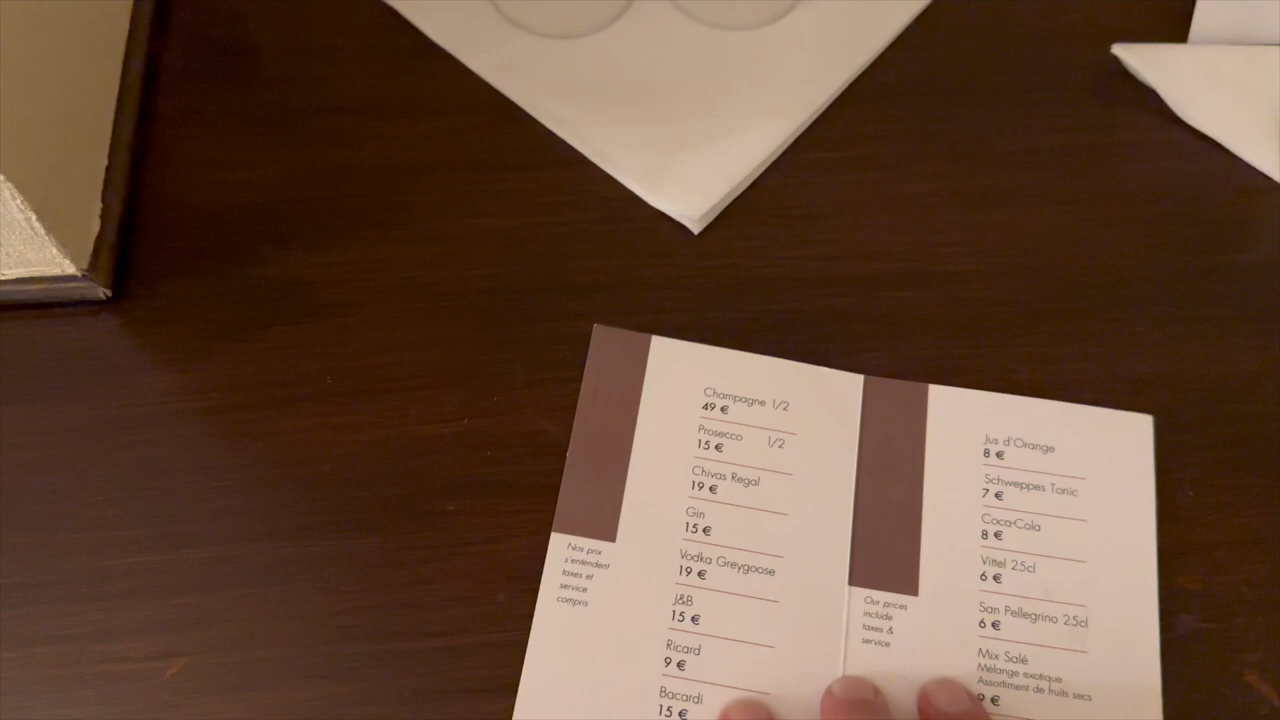 Champagne 1/2
49 €
Prosecco 1/2
15 €
Chivas Regal
19 €
Gin
15 €
Vodka Greygoose
19 €
J&B
15 €
Ricard
9 €
Bacardi
15 €
Nos prix
s'entendent
taxes et
service
compris
Jus d'Orange
8 €
Schweppes Tonic
7 €
Coca-Cola
8 €
Vittel 25cl
6 €
San Pellegrino 25cl
6 €
Mix Salé
Mélange exotique
Assortiment de fruits secs
9 €
Our prices
include
taxes &
service